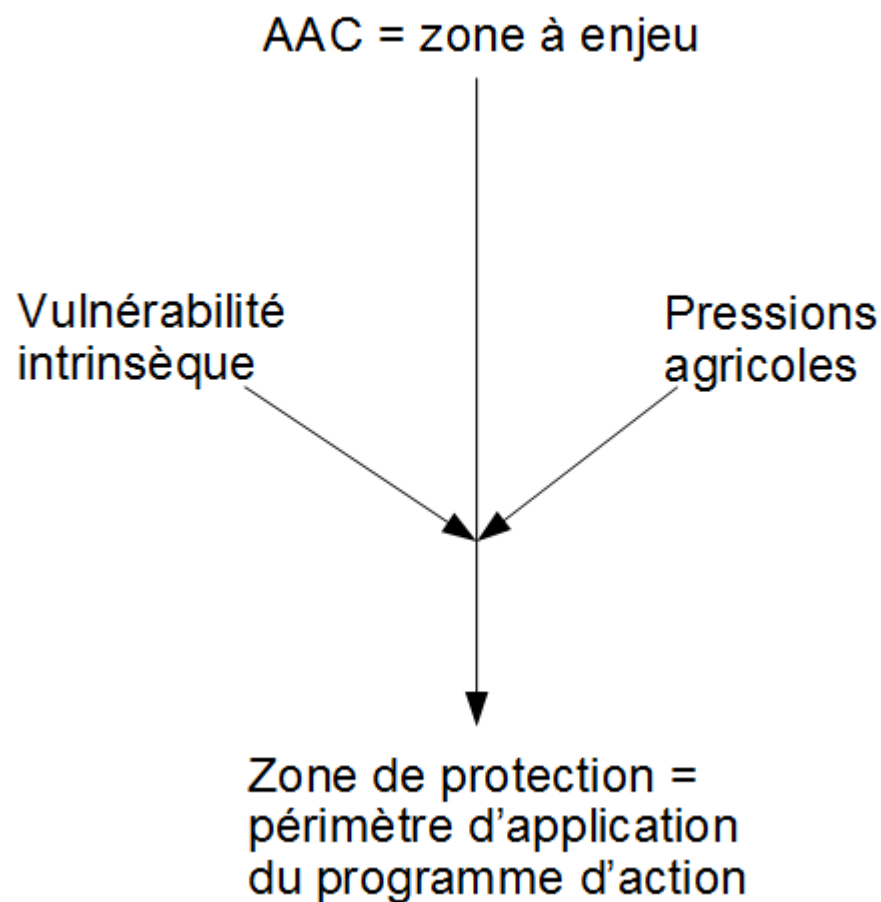 AAC = zone à enjeu
Vulnérabilité
intrinsèque
Pressions
agricoles
Zone de protection =
périmètre d’application
du programme d’action